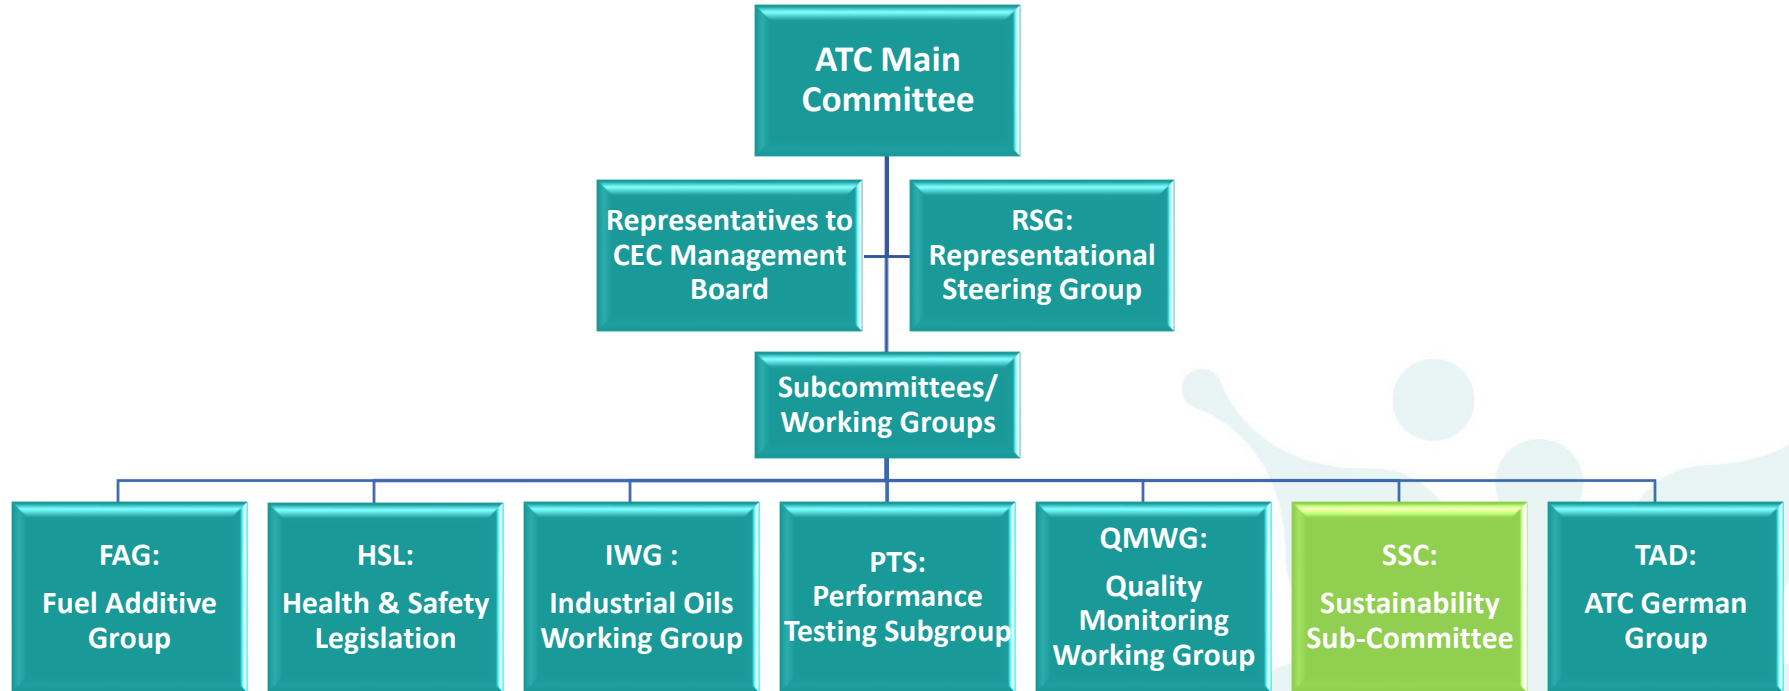 ATC Main
Committee
Representatives to
CEC Management
Board
RSG:
Representational
Steering Group
Subcommittees/
Working Groups
FAG:
Fuel Additive
Group
HSL:
Health & Safety
Legislation
IWG :
Industrial Oils
Working Group
PTS:
Performance
Testing Subgroup
QMWG:
Quality
Monitoring
Working Group
SSC:
Sustainability
Sub-Committee
TAD:
ATC German
Group